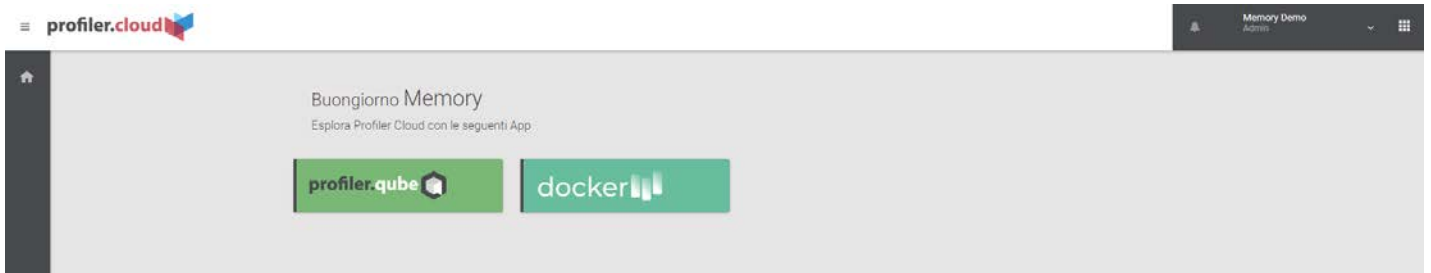 profiler.cloud
Memory Demo
Admin
Buongiorno Memory
Esplora Profiler Cloud con le seguenti App
profiler.qube
docker